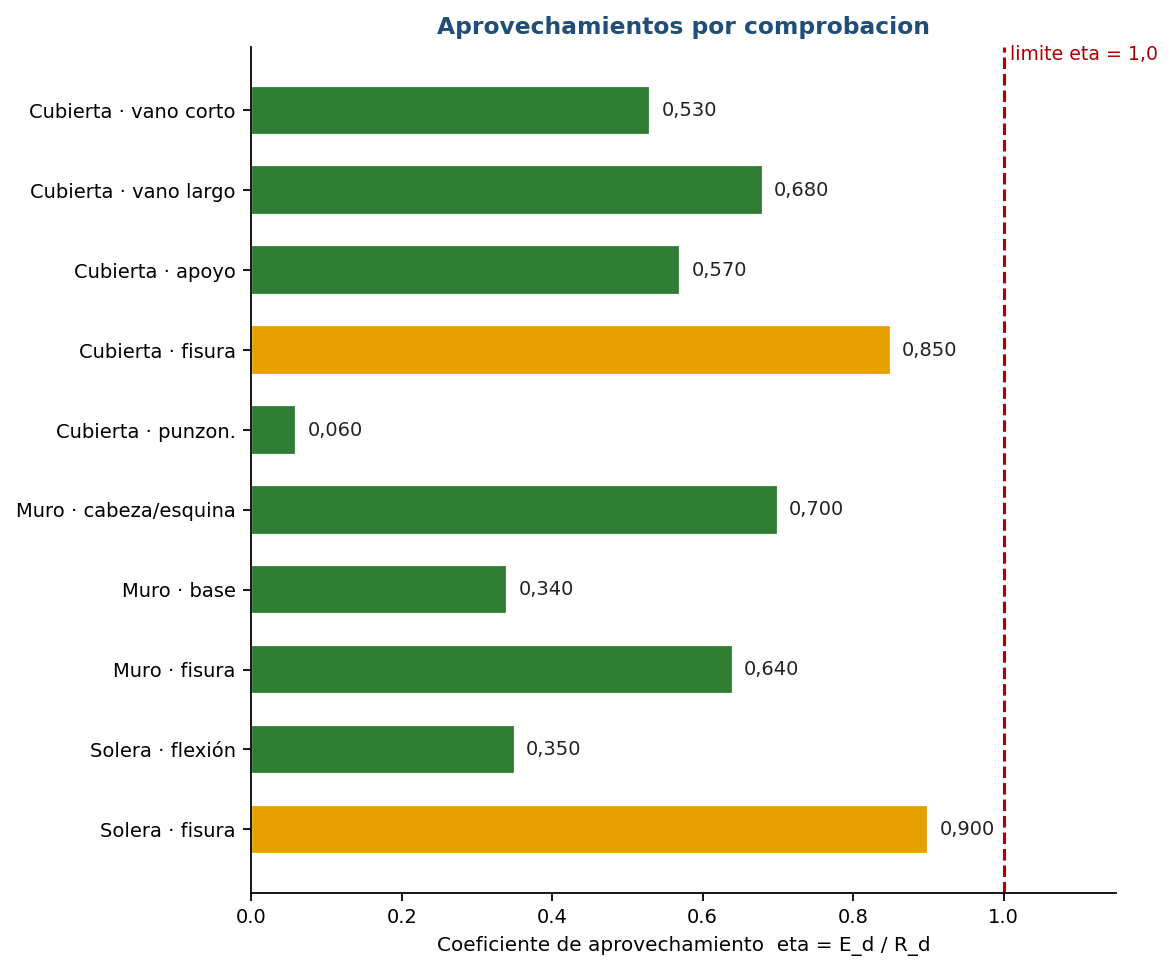 Aprovechamientos por comprobacion
limite eta = 1,0
Cubierta · vano corto 0,530
Cubierta · vano largo 0,680
Cubierta · apoyo 0,570
Cubierta · fisura 0,850
Cubierta · punzon. 0,060
Muro · cabeza/esquina 0,700
Muro · base 0,340
Muro · fisura 0,640
Solera · flexión 0,350
Solera · fisura 0,900
0.0 0.2 0.4 0.6 0.8 1.0
Coeficiente de aprovechamiento  eta = E_d / R_d